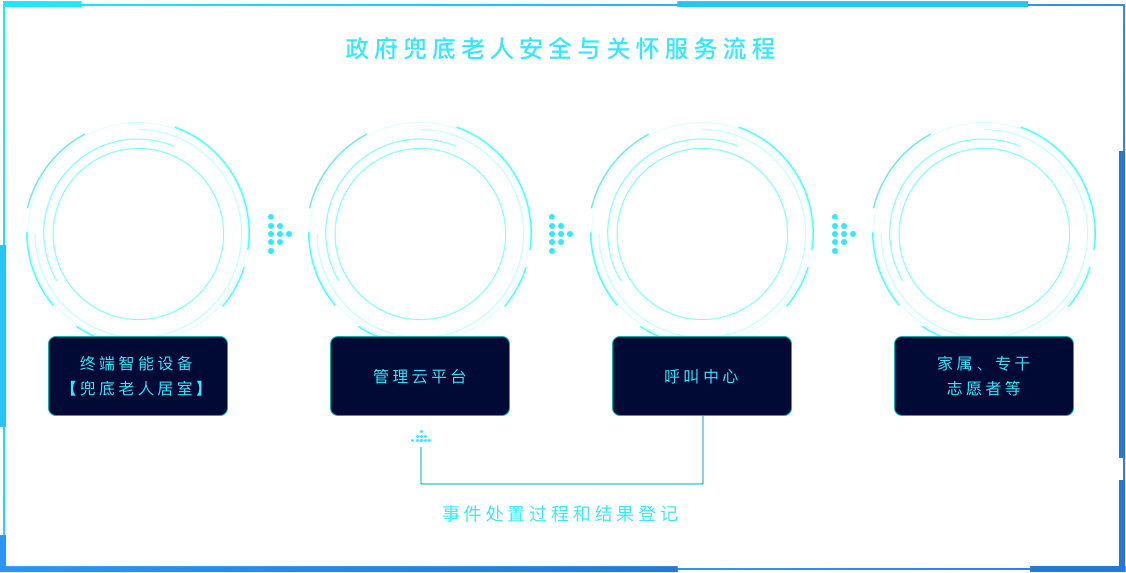 政府兜底老人安全与关怀服务流程
终端智能设备
【兜底老人居室】
管理云平台
呼叫中心
家属、专干
志愿者等
事件处置过程和结果登记